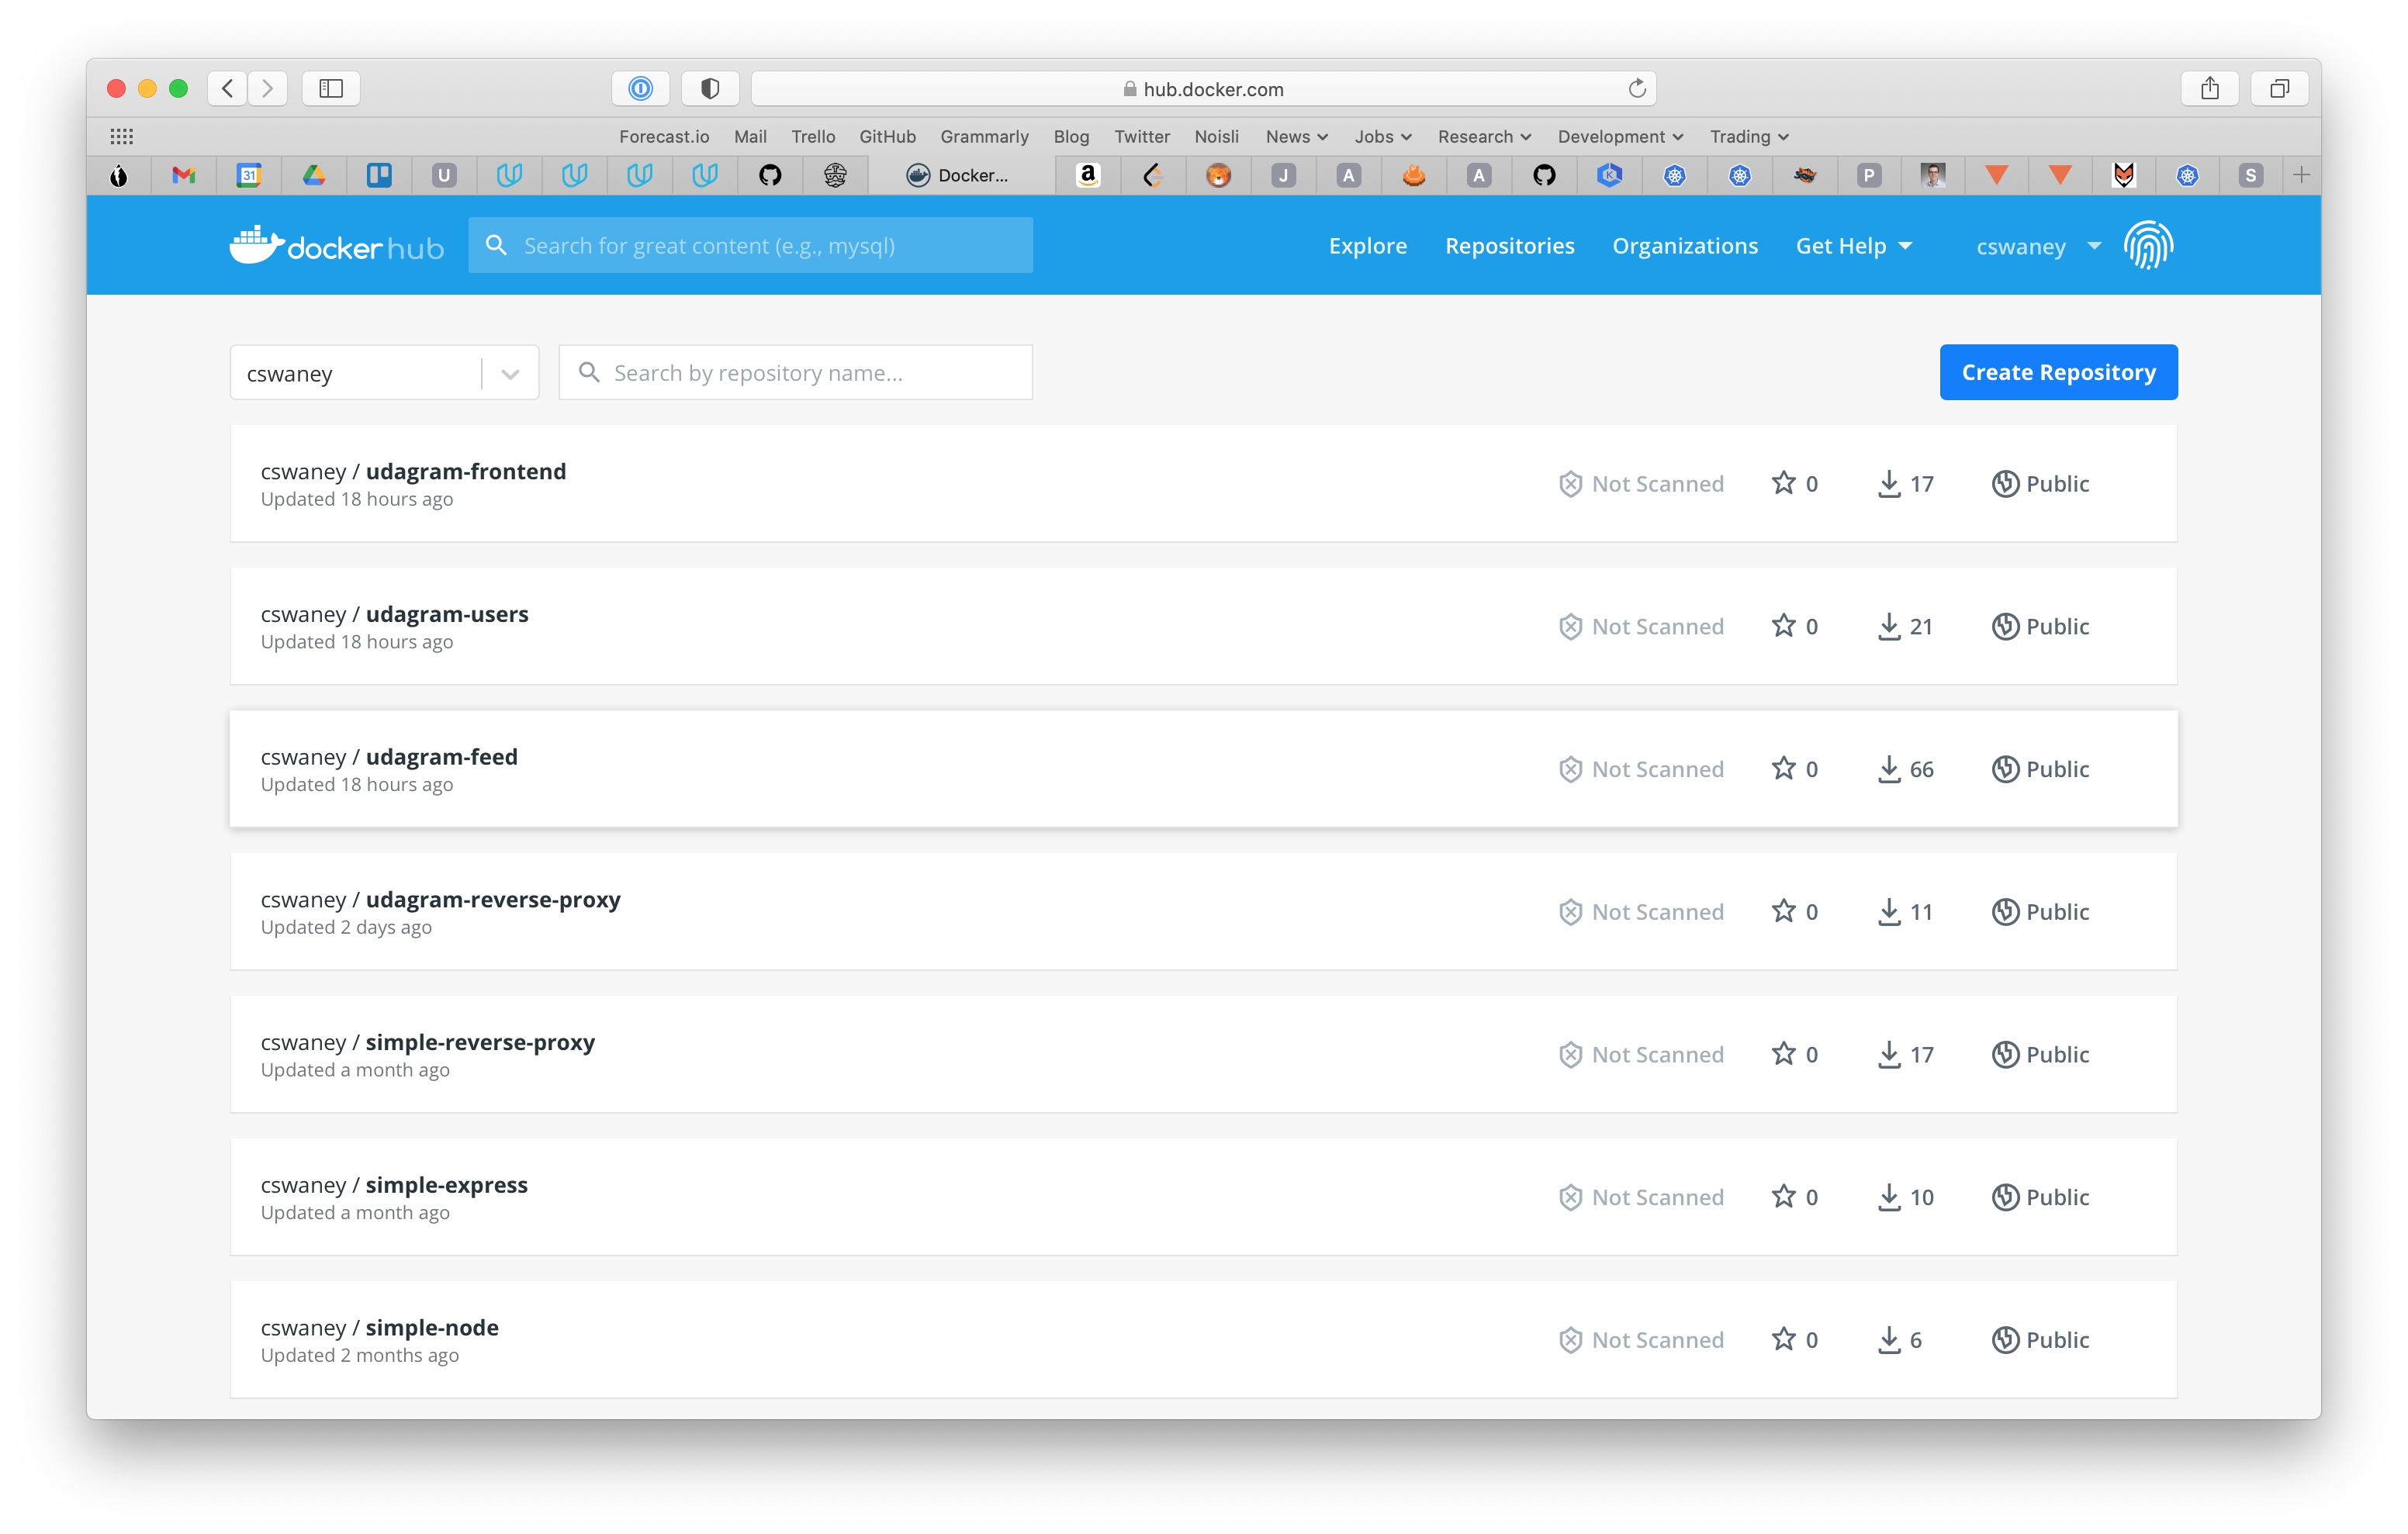 hub.docker.com
Forecast.io Mail Trello GitHub Grammarly Blog Twitter Noisli News Jobs Research Development Trading
31 U Docker... a J A A P S
docker hub Search for great content (e.g., mysql) Explore Repositories Organizations Get Help cswaney
cswaney Search by repository name... Create Repository
cswaney / udagram-frontend
Updated 18 hours ago
Not Scanned 0 17 Public
cswaney / udagram-users
Updated 18 hours ago
Not Scanned 0 21 Public
cswaney / udagram-feed
Updated 18 hours ago
Not Scanned 0 66 Public
cswaney / udagram-reverse-proxy
Updated 2 days ago
Not Scanned 0 11 Public
cswaney / simple-reverse-proxy
Updated a month ago
Not Scanned 0 17 Public
cswaney / simple-express
Updated a month ago
Not Scanned 0 10 Public
cswaney / simple-node
Updated 2 months ago
Not Scanned 0 6 Public